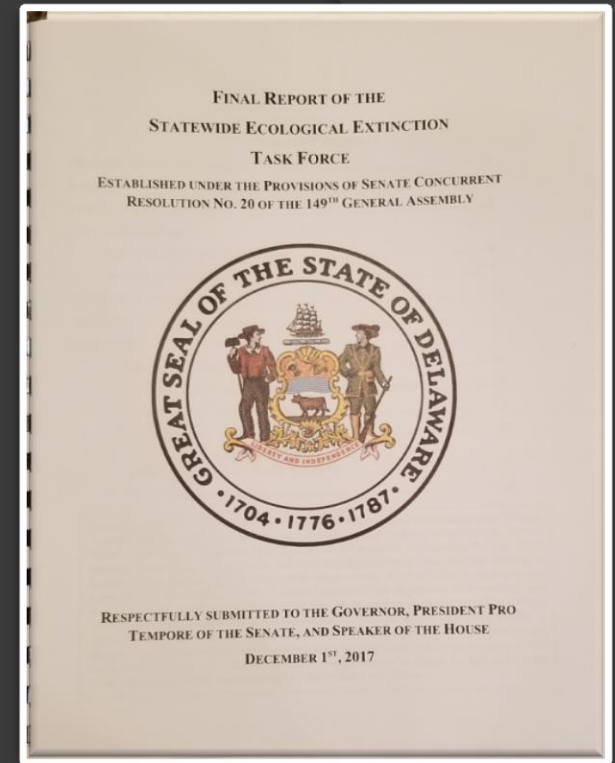 FINAL REPORT OF THE
STATEWIDE ECOLOGICAL EXTINCTION
TASK FORCE
ESTABLISHED UNDER THE PROVISIONS OF SENATE CONCURRENT
RESOLUTION NO. 20 OF THE 149TH GENERAL ASSEMBLY
GREAT SEAL OF THE STATE OF DELAWARE
LIBERTY AND INDEPENDENCE
• 1704 • 1776 • 1787 •
RESPECTFULLY SUBMITTED TO THE GOVERNOR, PRESIDENT PRO
TEMPORE OF THE SENATE, AND SPEAKER OF THE HOUSE
DECEMBER 1ST, 2017